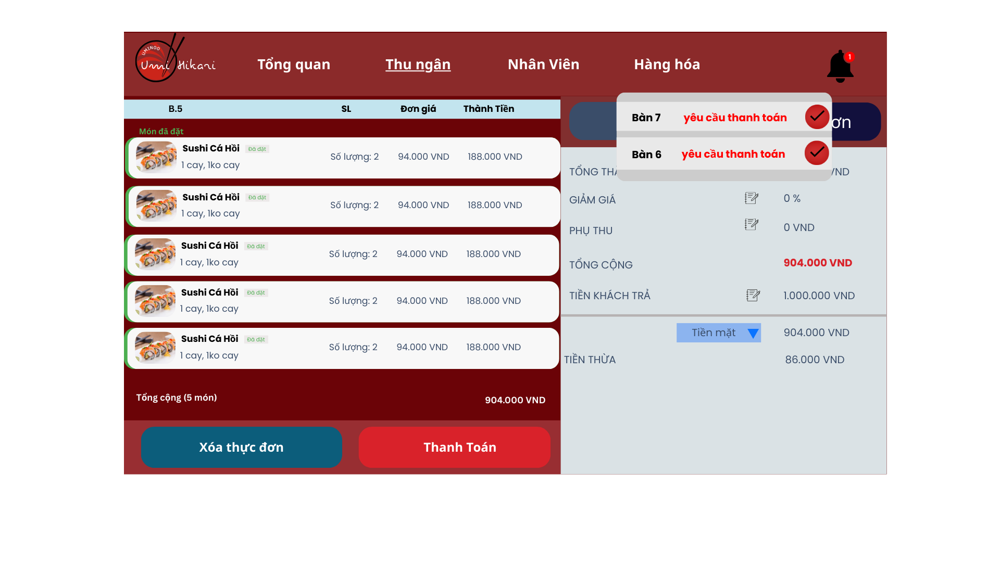 UMINOO
Umi Hikari
Tổng quan
Thu ngân
Nhân Viên
Hàng hóa
1
B.5
SL
Đơn giá
Thành Tiền
Món đã đặt
Sushi Cá Hồi
Đã đặt
1 cay, 1ko cay
Số lượng: 2
94.000 VND
188.000 VND
Sushi Cá Hồi
Đã đặt
1 cay, 1ko cay
Số lượng: 2
94.000 VND
188.000 VND
Sushi Cá Hồi
Đã đặt
1 cay, 1ko cay
Số lượng: 2
94.000 VND
188.000 VND
Sushi Cá Hồi
Đã đặt
1 cay, 1ko cay
Số lượng: 2
94.000 VND
188.000 VND
Sushi Cá Hồi
Đã đặt
1 cay, 1ko cay
Số lượng: 2
94.000 VND
188.000 VND
Tổng cộng (5 món)
904.000 VND
Xóa thực đơn
Thanh Toán
Bàn 7
yêu cầu thanh toán
Bàn 6
yêu cầu thanh toán
TỔNG
GIẢM GIÁ
0 %
PHỤ THU
0 VND
TỔNG CỘNG
904.000 VND
TIỀN KHÁCH TRẢ
1.000.000 VND
Tiền mặt
904.000 VND
TIỀN THỪA
86.000 VND